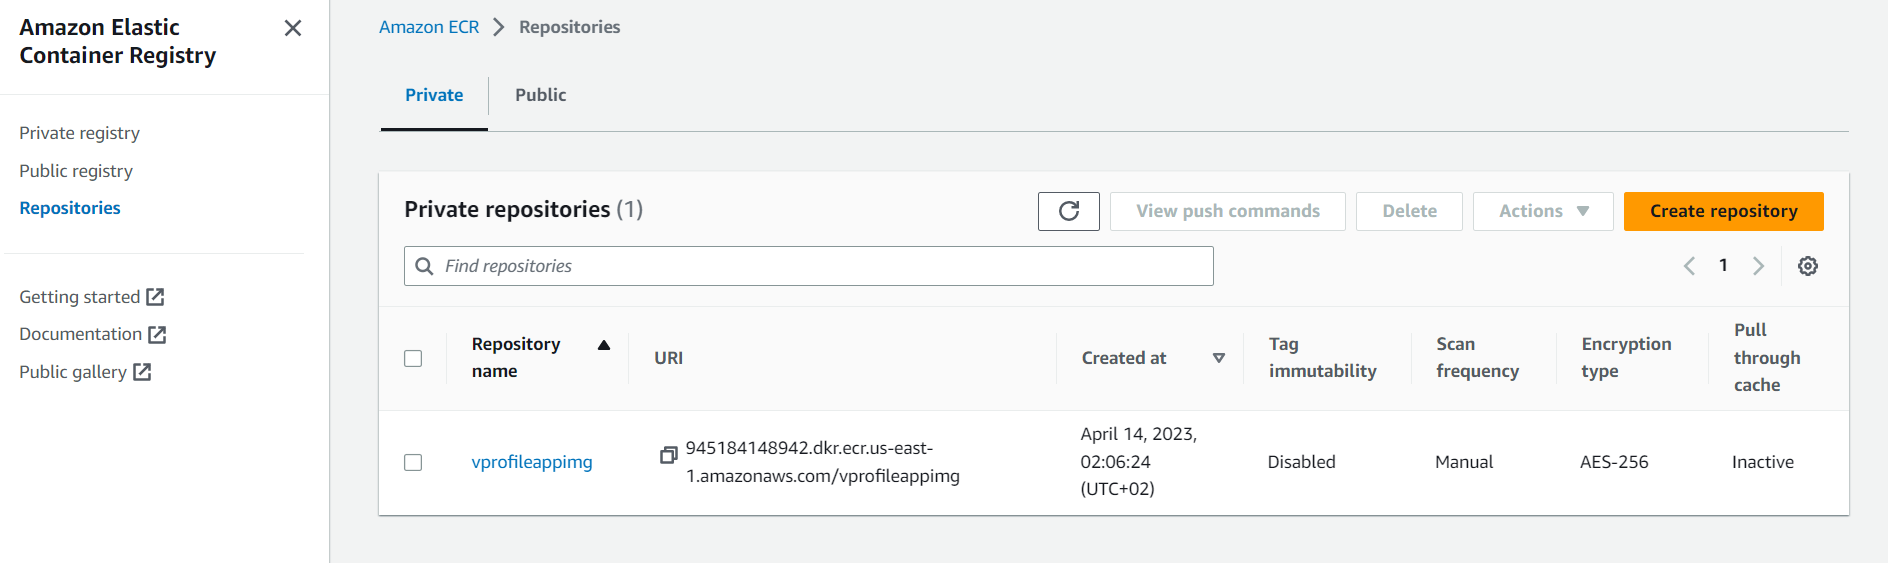 Amazon Elastic
Container Registry
Private registry
Public registry
Repositories
Getting started
Documentation
Public gallery
Amazon ECR > Repositories
Private
Public
Private repositories (1)
View push commands
Delete
Actions
Create repository
Find repositories
1
Repository
name
URI
Created at
Tag
immutability
Scan
frequency
Encryption
type
Pull
through
cache
vprofileappimg
945184148942.dkr.ecr.us-east-
1.amazonaws.com/vprofileappimg
April 14, 2023,
02:06:24
(UTC+02)
Disabled
Manual
AES-256
Inactive